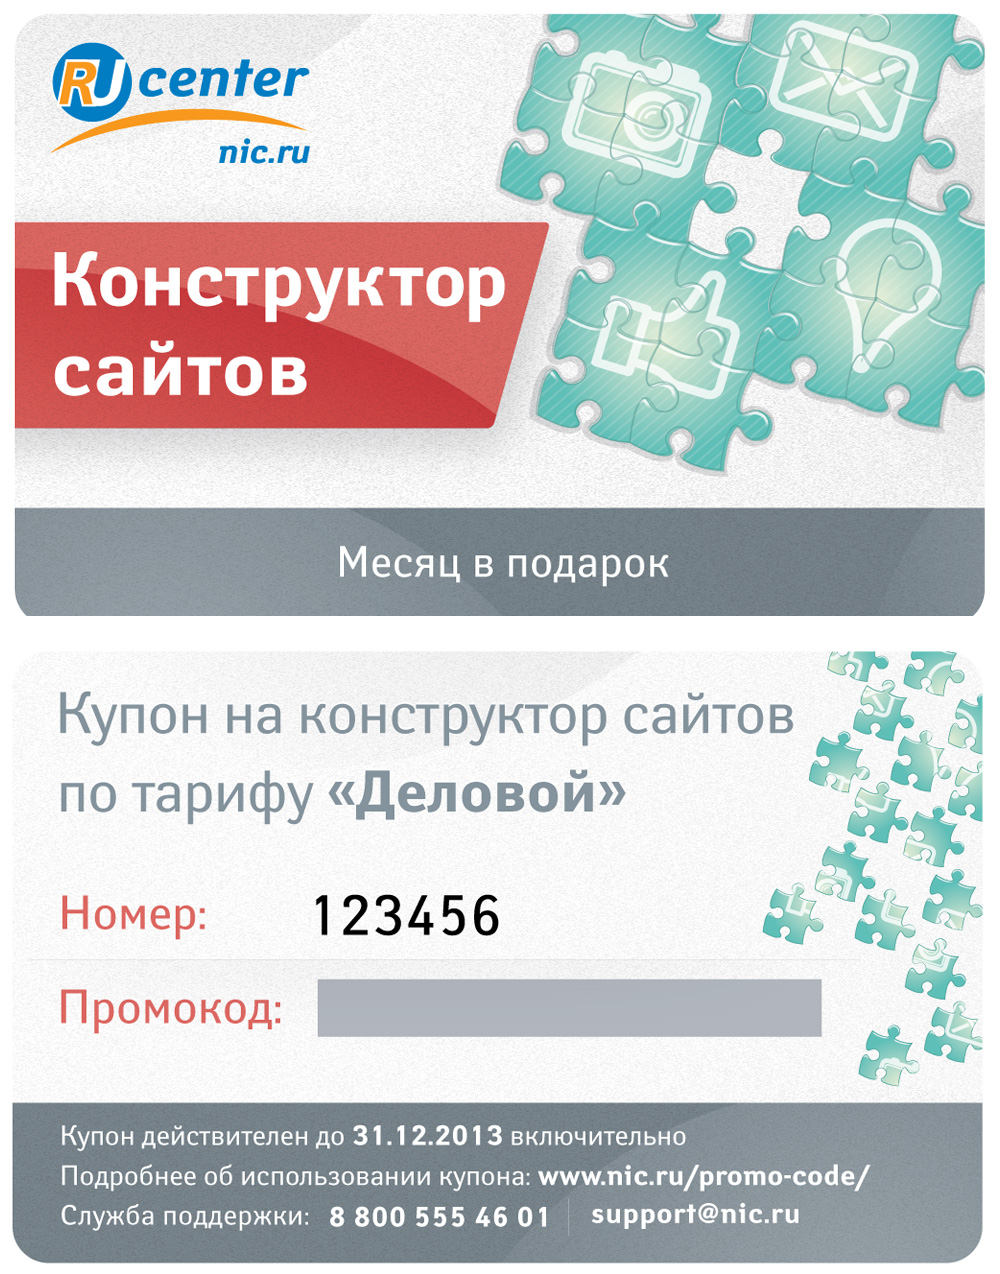 RU center
nic.ru
Конструктор
сайтов
Месяц в подарок
Купон на конструктор сайтов
по тарифу «Деловой»
Номер: 123456
Промокод:
Купон действителен до 31.12.2013 включительно
Подробнее об использовании купона: www.nic.ru/promo-code/
Служба поддержки: 8 800 555 46 01 support@nic.ru